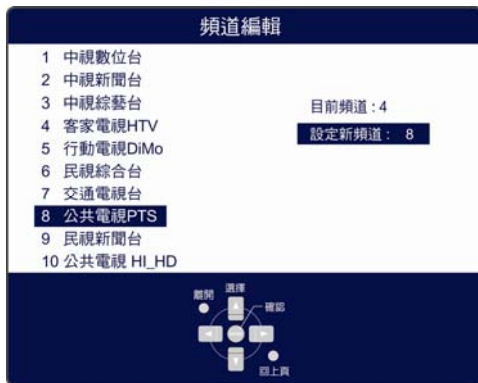 頻道編輯
1 中視數位台
2 中視新聞台
3 中視綜藝台
4 客家電視HTV
5 行動電視DiMo
6 民視綜合台
7 交通電視台
8 公共電視PTS
9 民視新聞台
10 公共電視 HI_HD
目前頻道 : 4
設定新頻道 : 8
離開
選擇
確認
回上頁